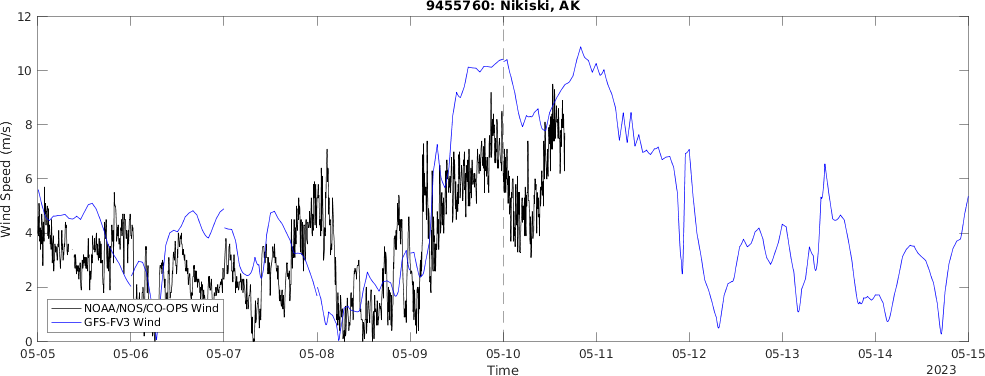 9455760: Nikiski, AK
12
10
8
6
4
2
0
Wind Speed (m/s)
NOAA/NOS/CO-OPS Wind
GFS-FV3 Wind
05-05 05-06 05-07 05-08 05-09 05-10 05-11 05-12 05-13 05-14 05-15
Time
2023